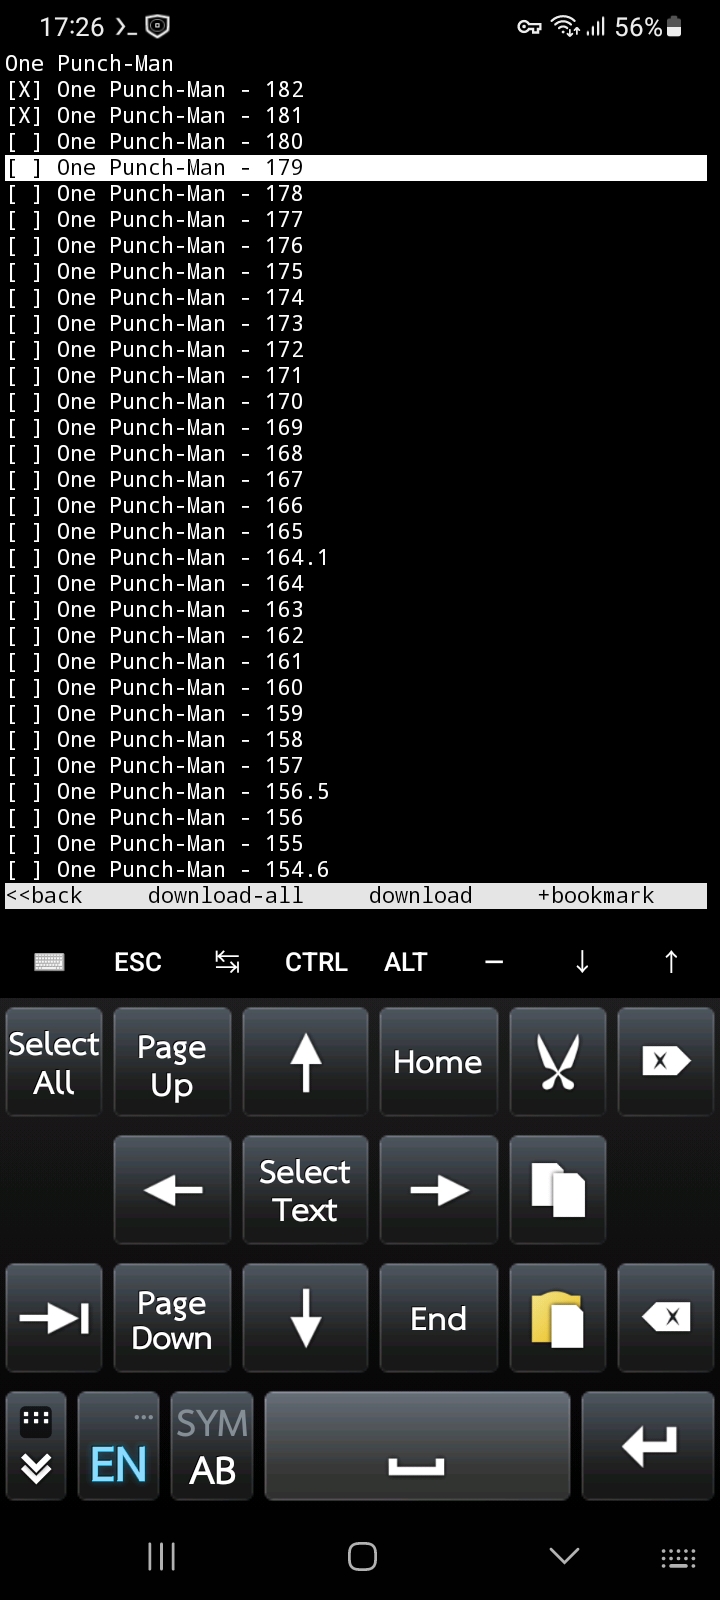 17:26 56%
One Punch-Man
[X] One Punch-Man - 182
[X] One Punch-Man - 181
[ ] One Punch-Man - 180
[ ] One Punch-Man - 179
[ ] One Punch-Man - 178
[ ] One Punch-Man - 177
[ ] One Punch-Man - 176
[ ] One Punch-Man - 175
[ ] One Punch-Man - 174
[ ] One Punch-Man - 173
[ ] One Punch-Man - 172
[ ] One Punch-Man - 171
[ ] One Punch-Man - 170
[ ] One Punch-Man - 169
[ ] One Punch-Man - 168
[ ] One Punch-Man - 167
[ ] One Punch-Man - 166
[ ] One Punch-Man - 165
[ ] One Punch-Man - 164.1
[ ] One Punch-Man - 164
[ ] One Punch-Man - 163
[ ] One Punch-Man - 162
[ ] One Punch-Man - 161
[ ] One Punch-Man - 160
[ ] One Punch-Man - 159
[ ] One Punch-Man - 158
[ ] One Punch-Man - 157
[ ] One Punch-Man - 156.5
[ ] One Punch-Man - 156
[ ] One Punch-Man - 155
[ ] One Punch-Man - 154.6
<<back download-all download +bookmark
ESC CTRL ALT – ↓ ↑
Select All
Page Up
Home
Select Text
Page Down
End
EN
SYM
AB